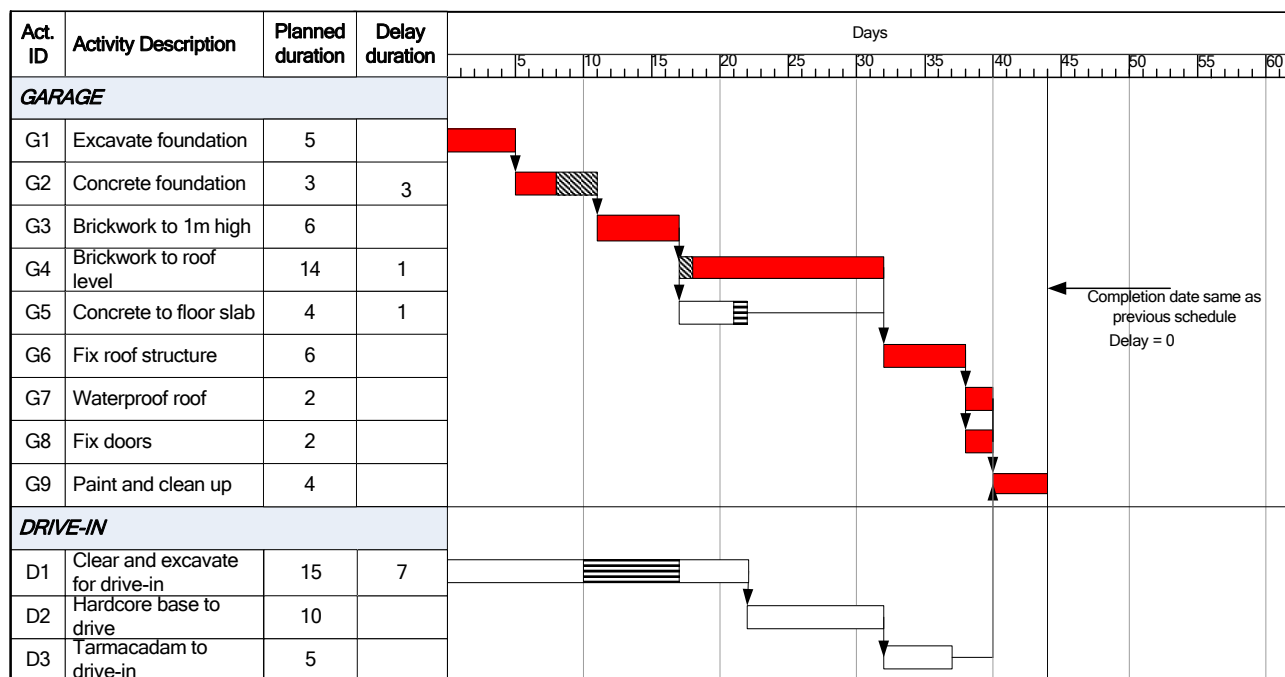 Act. ID Activity Description Planned duration Delay duration Days
5 10 15 20 25 30 35 40 45 50 55 60
GARAGE
G1 Excavate foundation 5
G2 Concrete foundation 3 3
G3 Brickwork to 1m high 6
G4 Brickwork to roof level 14 1
G5 Concrete to floor slab 4 1
Completion date same as
previous schedule
Delay = 0
G6 Fix roof structure 6
G7 Waterproof roof 2
G8 Fix doors 2
G9 Paint and clean up 4
DRIVE-IN
D1 Clear and excavate for drive-in 15 7
D2 Hardcore base to drive 10
D3 Tarmacadam to drive-in 5